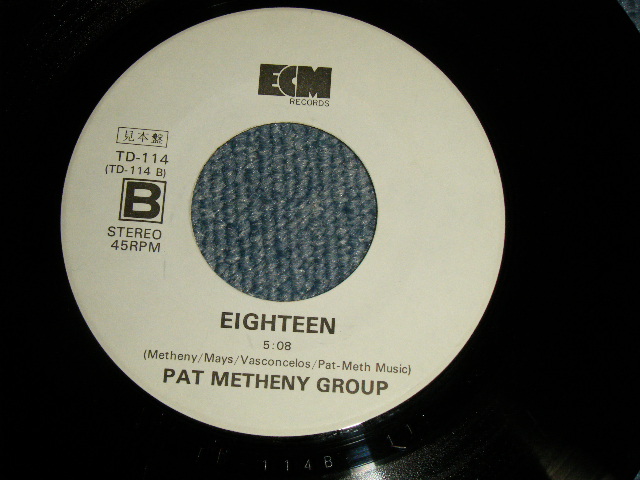 ECM
RECORDS
見本盤
TD-114
(TD-114 B)
B
STEREO
45RPM
EIGHTEEN
5:08
(Metheny/Mays/Vasconcelos/Pat-Meth Music)
PAT METHENY GROUP
114B